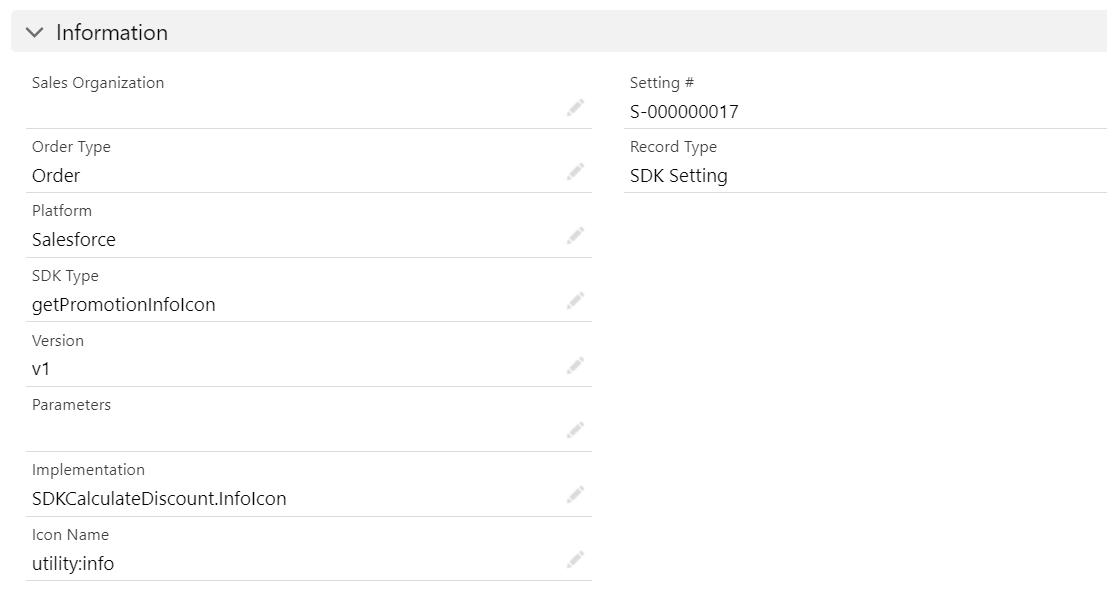 Information
Sales Organization
Setting #
S-000000017
Order Type
Order
Record Type
SDK Setting
Platform
Salesforce
SDK Type
getPromotionInfoIcon
Version
v1
Parameters
Implementation
SDKCalculateDiscount.InfoIcon
Icon Name
utility:info